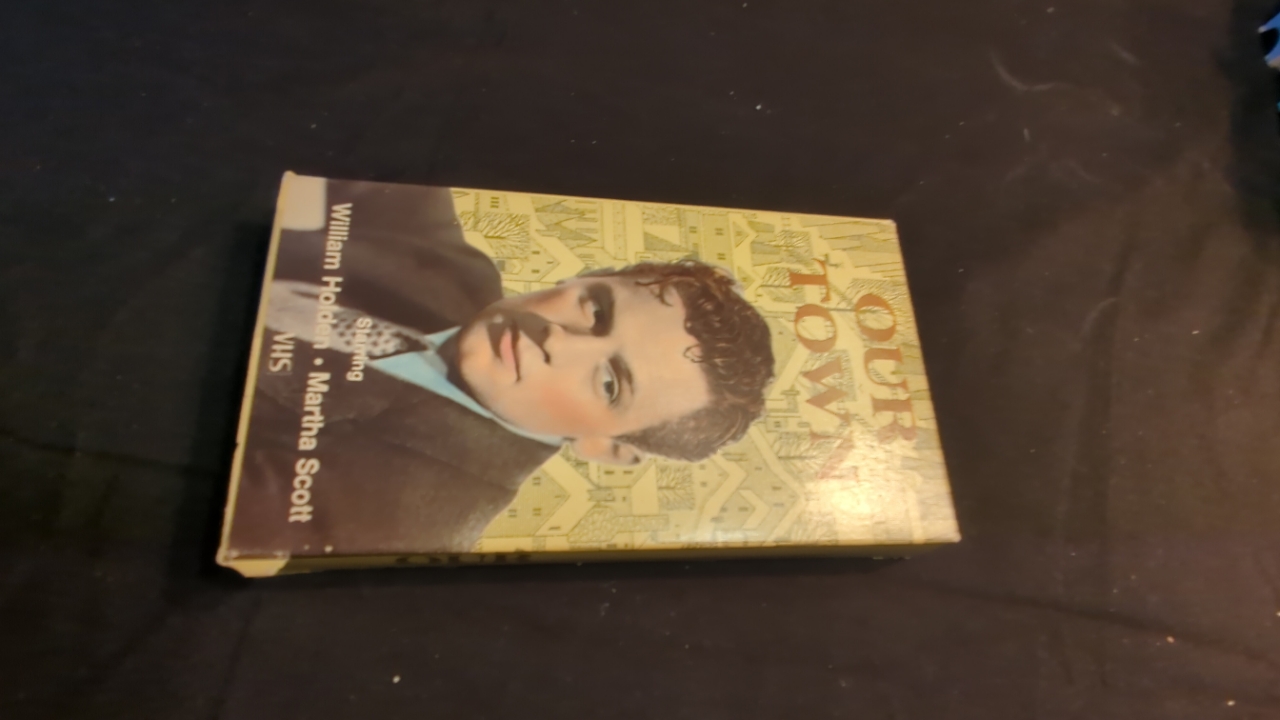 OUR
TOWN
Starring
William Holden • Martha Scott
VHS